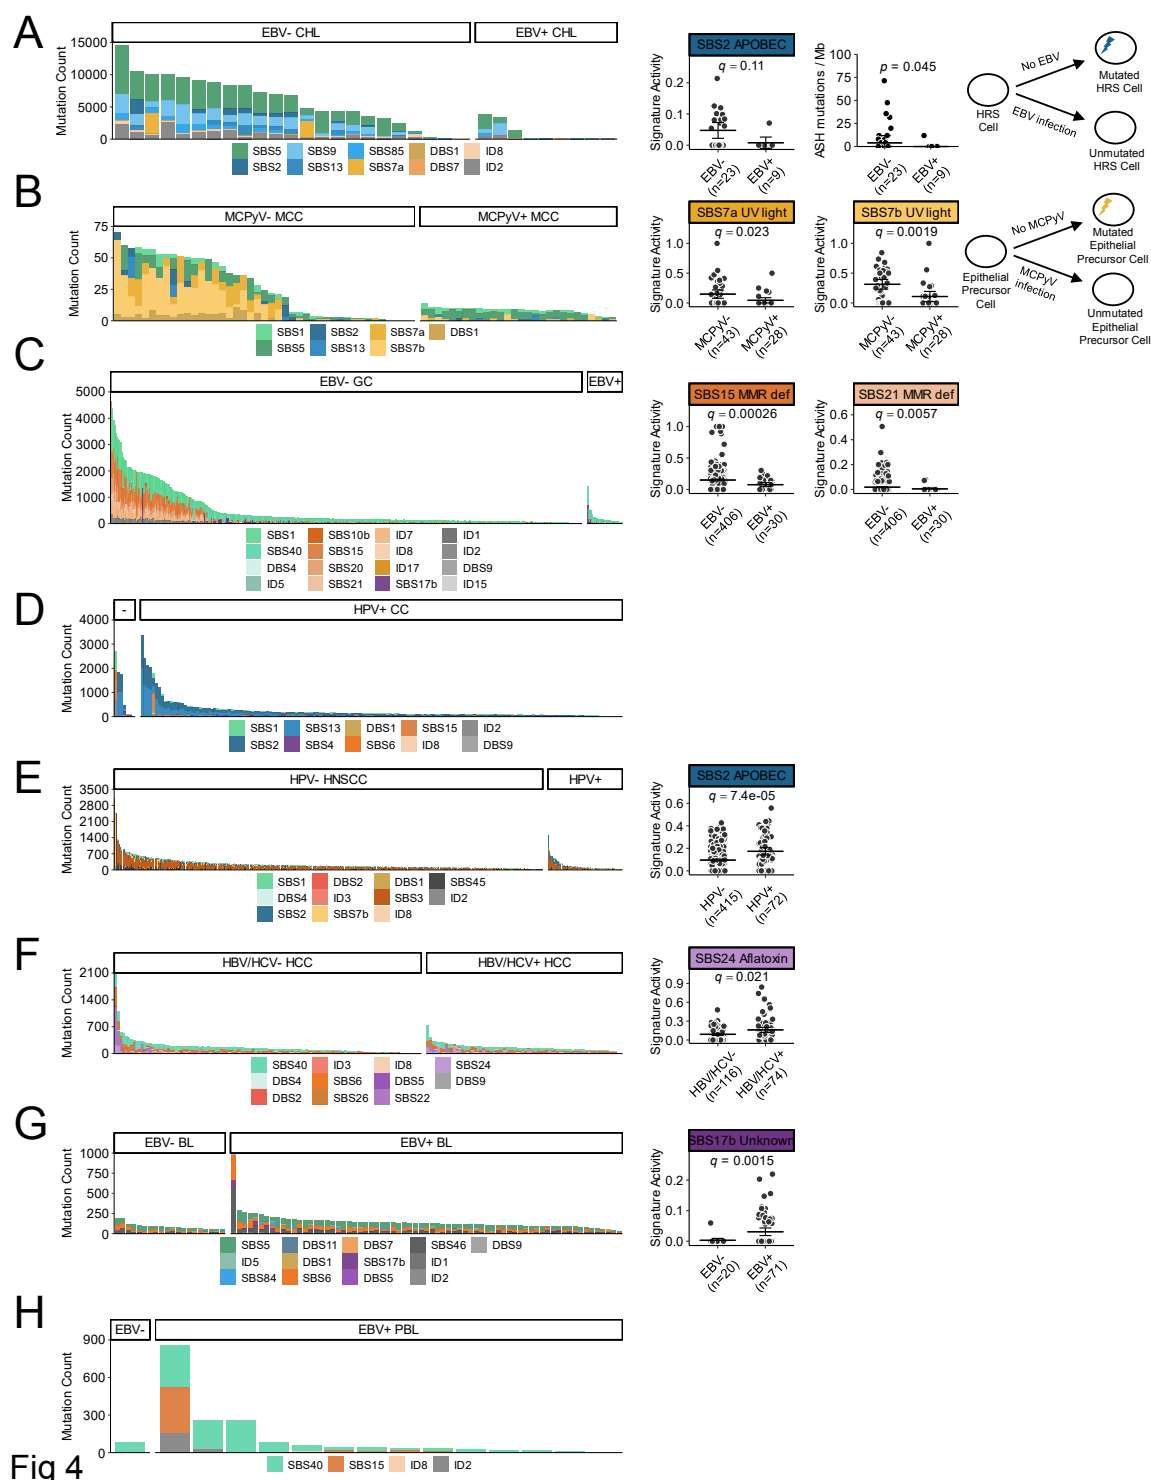 A
EBV- CHL
EBV+ CHL
Mutation Count
15000
10000
5000
0
SBS5
SBS9
SBS85
DBS1
ID8
SBS2
SBS13
SBS7a
DBS7
ID2
SBS2 APOBEC
q = 0.11
Signature Activity
0.2
0.1
0.0
EBV-
(n=23)
EBV+
(n=9)
ASH mutations / Mb
p = 0.045
100
75
50
25
0
EBV-
(n=23)
EBV+
(n=9)
HRS
Cell
No EBV
EBV infection
Mutated
HRS Cell
Unmutated
HRS Cell
B
MCPyV- MCC
MCPyV+ MCC
Mutation Count
75
50
25
0
SBS1
SBS2
SBS7a
DBS1
SBS5
SBS13
SBS7b
SBS7a UV light
q = 0.023
Signature Activity
1.0
0.5
0.0
MCPyV-
(n=43)
MCPyV+
(n=28)
SBS7b UV light
q = 0.0019
Signature Activity
1.0
0.5
0.0
MCPyV-
(n=43)
MCPyV+
(n=28)
Epithelial
Precursor
Cell
No MCPyV
MCPyV
infection
Mutated
Epithelial
Precursor Cell
Unmutated
Epithelial
Precursor Cell
C
EBV- GC
EBV+
Mutation Count
5000
4000
3000
2000
1000
0
SBS1
SBS10b
ID7
ID1
SBS40
SBS15
ID8
ID2
DBS4
SBS20
ID17
DBS9
ID5
SBS21
SBS17b
ID15
SBS15 MMR def
q = 0.00026
Signature Activity
1.0
0.5
0.0
EBV-
(n=406)
EBV+
(n=30)
SBS21 MMR def
q = 0.0057
Signature Activity
0.6
0.4
0.2
0.0
EBV-
(n=406)
EBV+
(n=30)
D
-
HPV+ CC
Mutation Count
4000
3000
2000
1000
0
SBS1
SBS13
DBS1
SBS15
ID2
SBS2
SBS4
SBS6
ID8
DBS9
E
HPV- HNSCC
HPV+
Mutation Count
3500
2800
2100
1400
700
0
SBS1
DBS2
DBS1
SBS45
DBS4
ID3
SBS3
ID2
SBS2
SBS7b
ID8
SBS2 APOBEC
q = 7.4e-05
Signature Activity
0.6
0.4
0.2
0.0
HPV-
(n=415)
HPV+
(n=72)
F
HBV/HCV- HCC
HBV/HCV+ HCC
Mutation Count
2100
1400
700
0
SBS40
ID3
ID8
SBS24
DBS4
SBS6
DBS5
DBS9
DBS2
SBS26
SBS22
SBS24 Aflatoxin
q = 0.021
Signature Activity
0.9
0.6
0.3
0.0
HBV/HCV-
(n=116)
HBV/HCV+
(n=74)
G
EBV- BL
EBV+ BL
Mutation Count
1000
750
500
250
0
SBS5
DBS11
DBS7
SBS46
DBS9
ID5
DBS1
SBS17b
ID1
SBS84
SBS6
DBS5
ID2
SBS17b Unknown
q = 0.0015
Signature Activity
0.2
0.1
0.0
EBV-
(n=20)
EBV+
(n=71)
H
EBV-
EBV+ PBL
Mutation Count
900
600
300
0
SBS40
SBS15
ID8
ID2
Fig 4